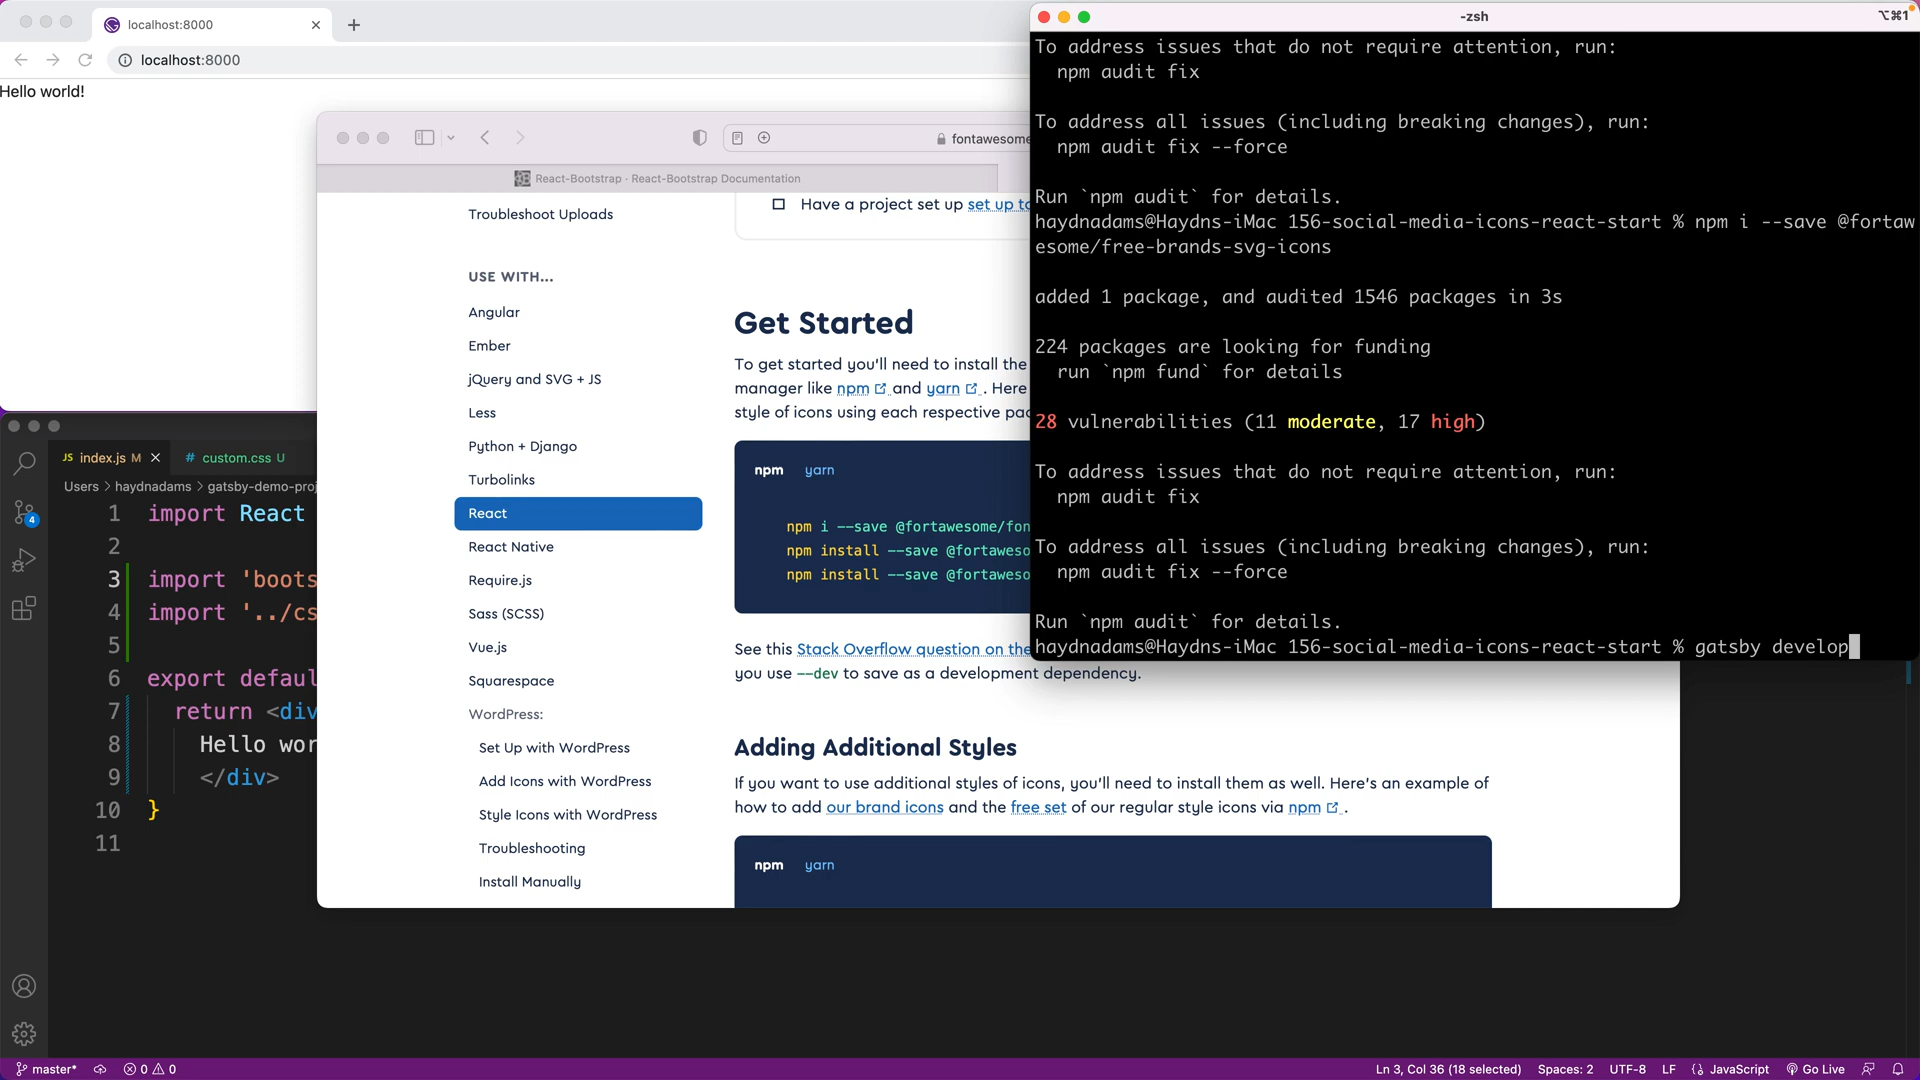 localhost:8000
localhost:8000
Hello world!
-zsh
⌥⌘1
To address issues that do not require attention, run:
npm audit fix
To address all issues (including breaking changes), run:
npm audit fix --force
Run `npm audit` for details.
haydnadams@Haydns-iMac 156-social-media-icons-react-start % npm i --save @fortaw
esome/free-brands-svg-icons
added 1 package, and audited 1546 packages in 3s
224 packages are looking for funding
run `npm fund` for details
28 vulnerabilities (11 moderate, 17 high)
To address issues that do not require attention, run:
npm audit fix
To address all issues (including breaking changes), run:
npm audit fix --force
Run `npm audit` for details.
haydnadams@Haydns-iMac 156-social-media-icons-react-start % gatsby develop
fontawesome
React-Bootstrap · React-Bootstrap Documentation
Troubleshoot Uploads
USE WITH...
Angular
Ember
jQuery and SVG + JS
Less
Python + Django
Turbolinks
React
React Native
Require.js
Sass (SCSS)
Vue.js
Squarespace
WordPress:
Set Up with WordPress
Add Icons with WordPress
Style Icons with WordPress
Troubleshooting
Install Manually
Have a project set up set up to
Get Started
To get started you'll need to install the
manager like npm and yarn . Here
style of icons using each respective pac
npm yarn
npm i --save @fortawesome/fon
npm install --save @fortaweso
npm install --save @fortaweso
See this Stack Overflow question on the
you use --dev to save as a development dependency.
Adding Additional Styles
If you want to use additional styles of icons, you'll need to install them as well. Here's an example of
how to add our brand icons and the free set of our regular style icons via npm .
npm yarn
JS index.js M
# custom.css U
Users > haydnadams > gatsby-demo-proj
1 import React
2
3 import 'boots
4 import '../cs
5
6 export defaul
7 return <div
8 Hello wor
9 </div>
10 }
11
4
master*
0 0
Ln 3, Col 36 (18 selected)
Spaces: 2
UTF-8
LF
{} JavaScript
Go Live